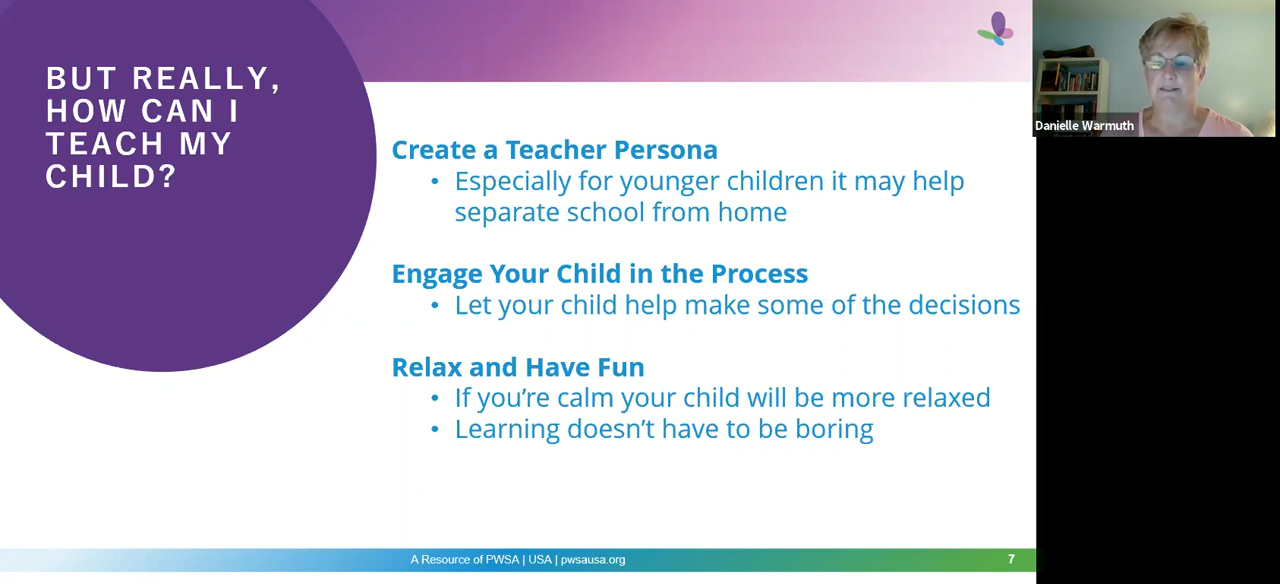 BUT REALLY,
HOW CAN I
TEACH MY
CHILD?
Create a Teacher Persona
• Especially for younger children it may help
separate school from home
Engage Your Child in the Process
• Let your child help make some of the decisions
Relax and Have Fun
• If you’re calm your child will be more relaxed
• Learning doesn’t have to be boring
A Resource of PWSA | USA | pwsausa.org
7
Danielle Warmuth